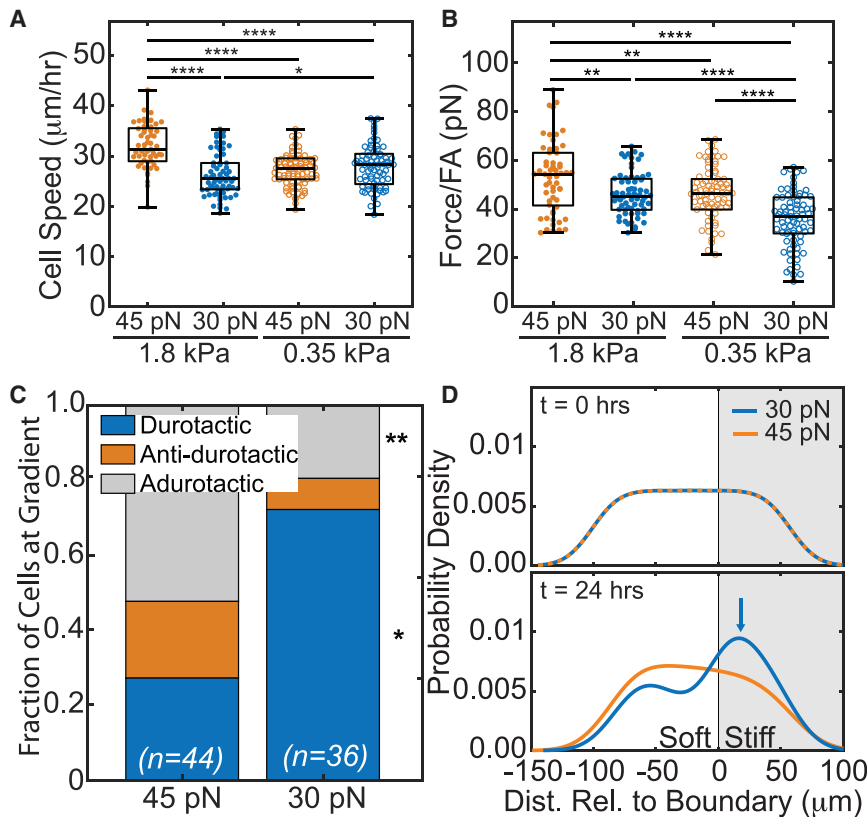 A
Cell Speed (μm/hr)
50
40
30
20
10
0
****
****
****
*
45 pN
30 pN
45 pN
30 pN
1.8 kPa
0.35 kPa
B
Force/FA (pN)
100
80
60
40
20
0
****
**
**
****
****
45 pN
30 pN
45 pN
30 pN
1.8 kPa
0.35 kPa
C
Fraction of Cells at Gradient
1.0
0.8
0.6
0.4
0.2
0
Durotactic
Anti-durotactic
Adurotactic
**
*
(n=44)
(n=36)
45 pN
30 pN
D
Probability Density
t = 0 hrs
30 pN
45 pN
0.01
0.005
0.00
t = 24 hrs
0.01
0.005
0.00
Soft
Stiff
-150
-100
-50
0
50
100
Dist. Rel. to Boundary (μm)